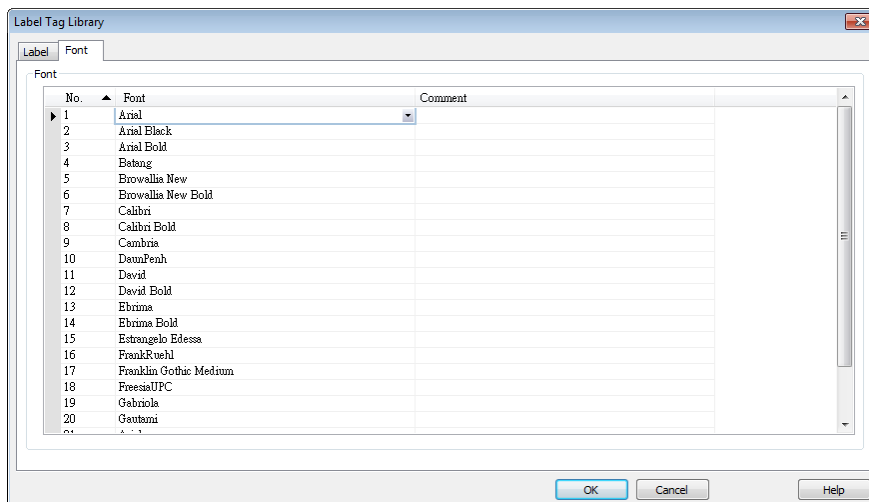 Label Tag Library
Label Font
Font
No. Font Comment
1 Arial
2 Arial Black
3 Arial Bold
4 Batang
5 Browallia New
6 Browallia New Bold
7 Calibri
8 Calibri Bold
9 Cambria
10 DaunPenh
11 David
12 David Bold
13 Ebrima
14 Ebrima Bold
15 Estrangelo Edessa
16 FrankRuehl
17 Franklin Gothic Medium
18 FreesiaUPC
19 Gabriola
20 Gautami
OK Cancel Help